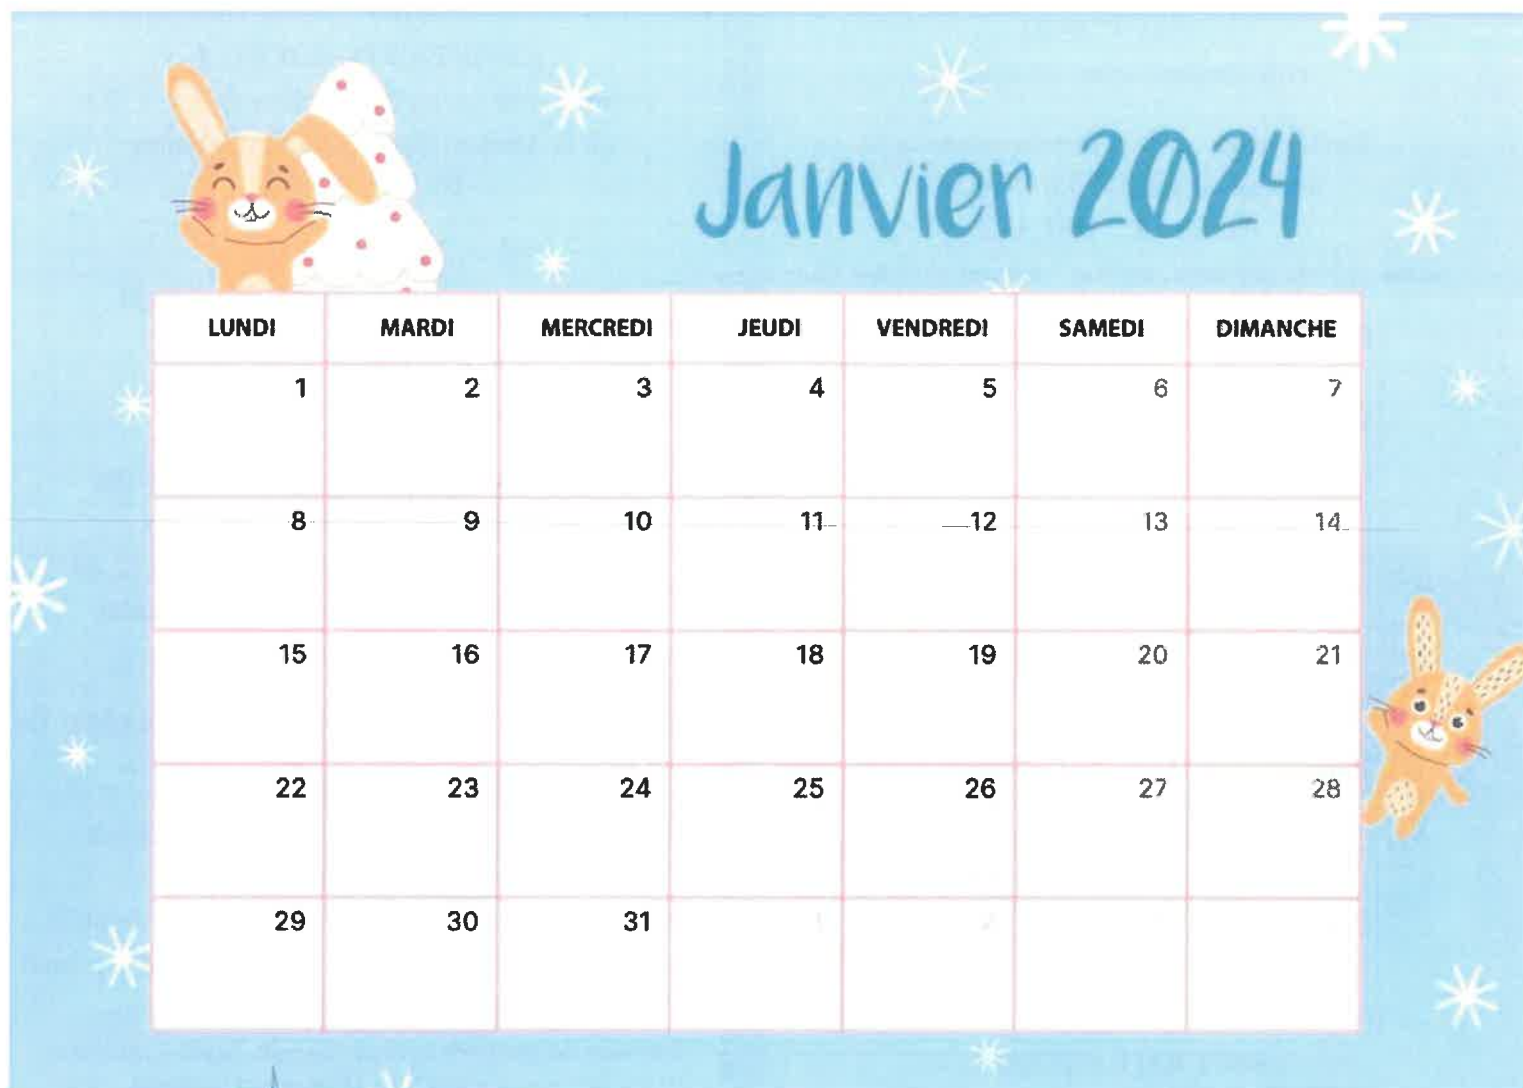 Janvier 2024
LUNDI MARDI MERCREDI JEUDI VENDREDI SAMEDI DIMANCHE
1 2 3 4 5 6 7
8 9 10 11 12 13 14
15 16 17 18 19 20 21
22 23 24 25 26 27 28
29 30 31